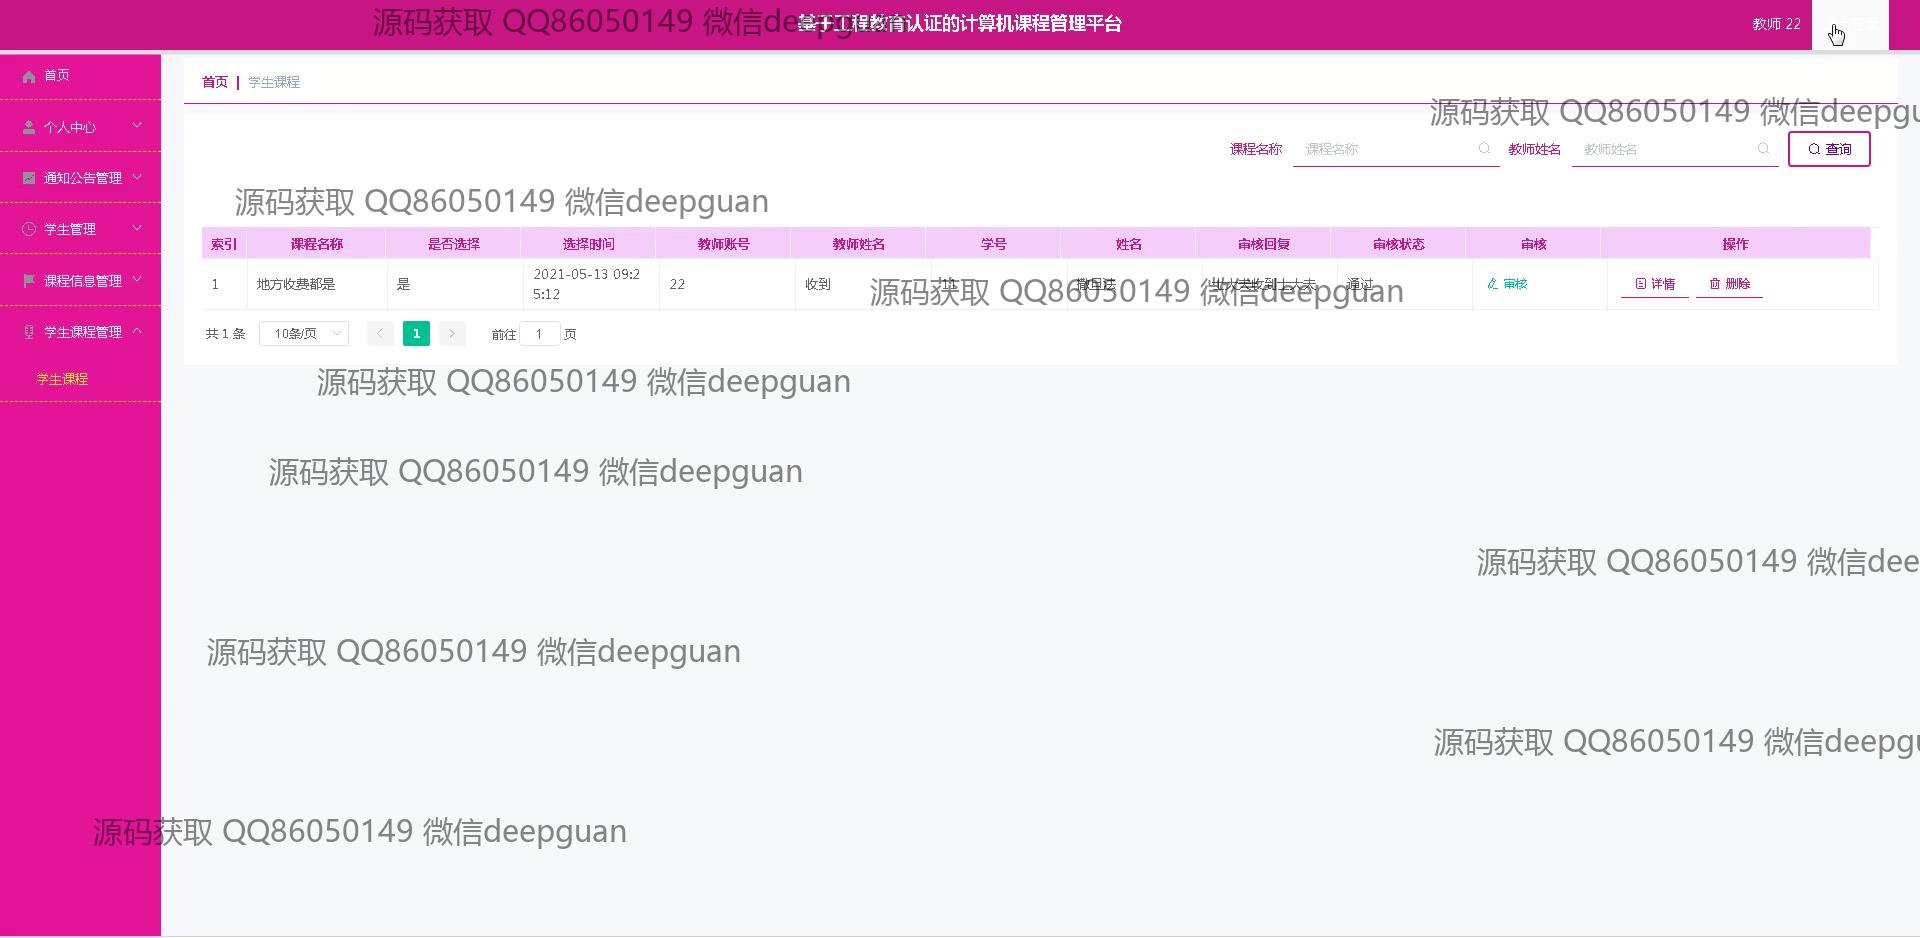 源码获取 QQ86050149 微信deepguan
基于工程教育认证的计算机课程管理平台
教师 22
首页
个人中心
通知公告管理
学生管理
课程信息管理
学生课程管理
学生课程
首页 | 学生课程
源码获取 QQ86050149 微信deepgu
课程名称 课程名称 教师姓名 教师姓名 查询
源码获取 QQ86050149 微信deepguan
索引 课程名称 是否选择 选择时间 教师账号 教师姓名 学号 姓名 审核回复 审核状态 审核 操作
1 地方收费都是 是 2021-05-13 09:2 22 收到 11 通过 审核 详情 删除
5:12
源码获取 QQ86050149 微信deepguan
共 1 条 10条/页 1 前往 1 页
源码获取 QQ86050149 微信deepguan
源码获取 QQ86050149 微信deepguan
源码获取 QQ86050149 微信dee
源码获取 QQ86050149 微信deepguan
源码获取 QQ86050149 微信deepgu
源码获取 QQ86050149 微信deepguan